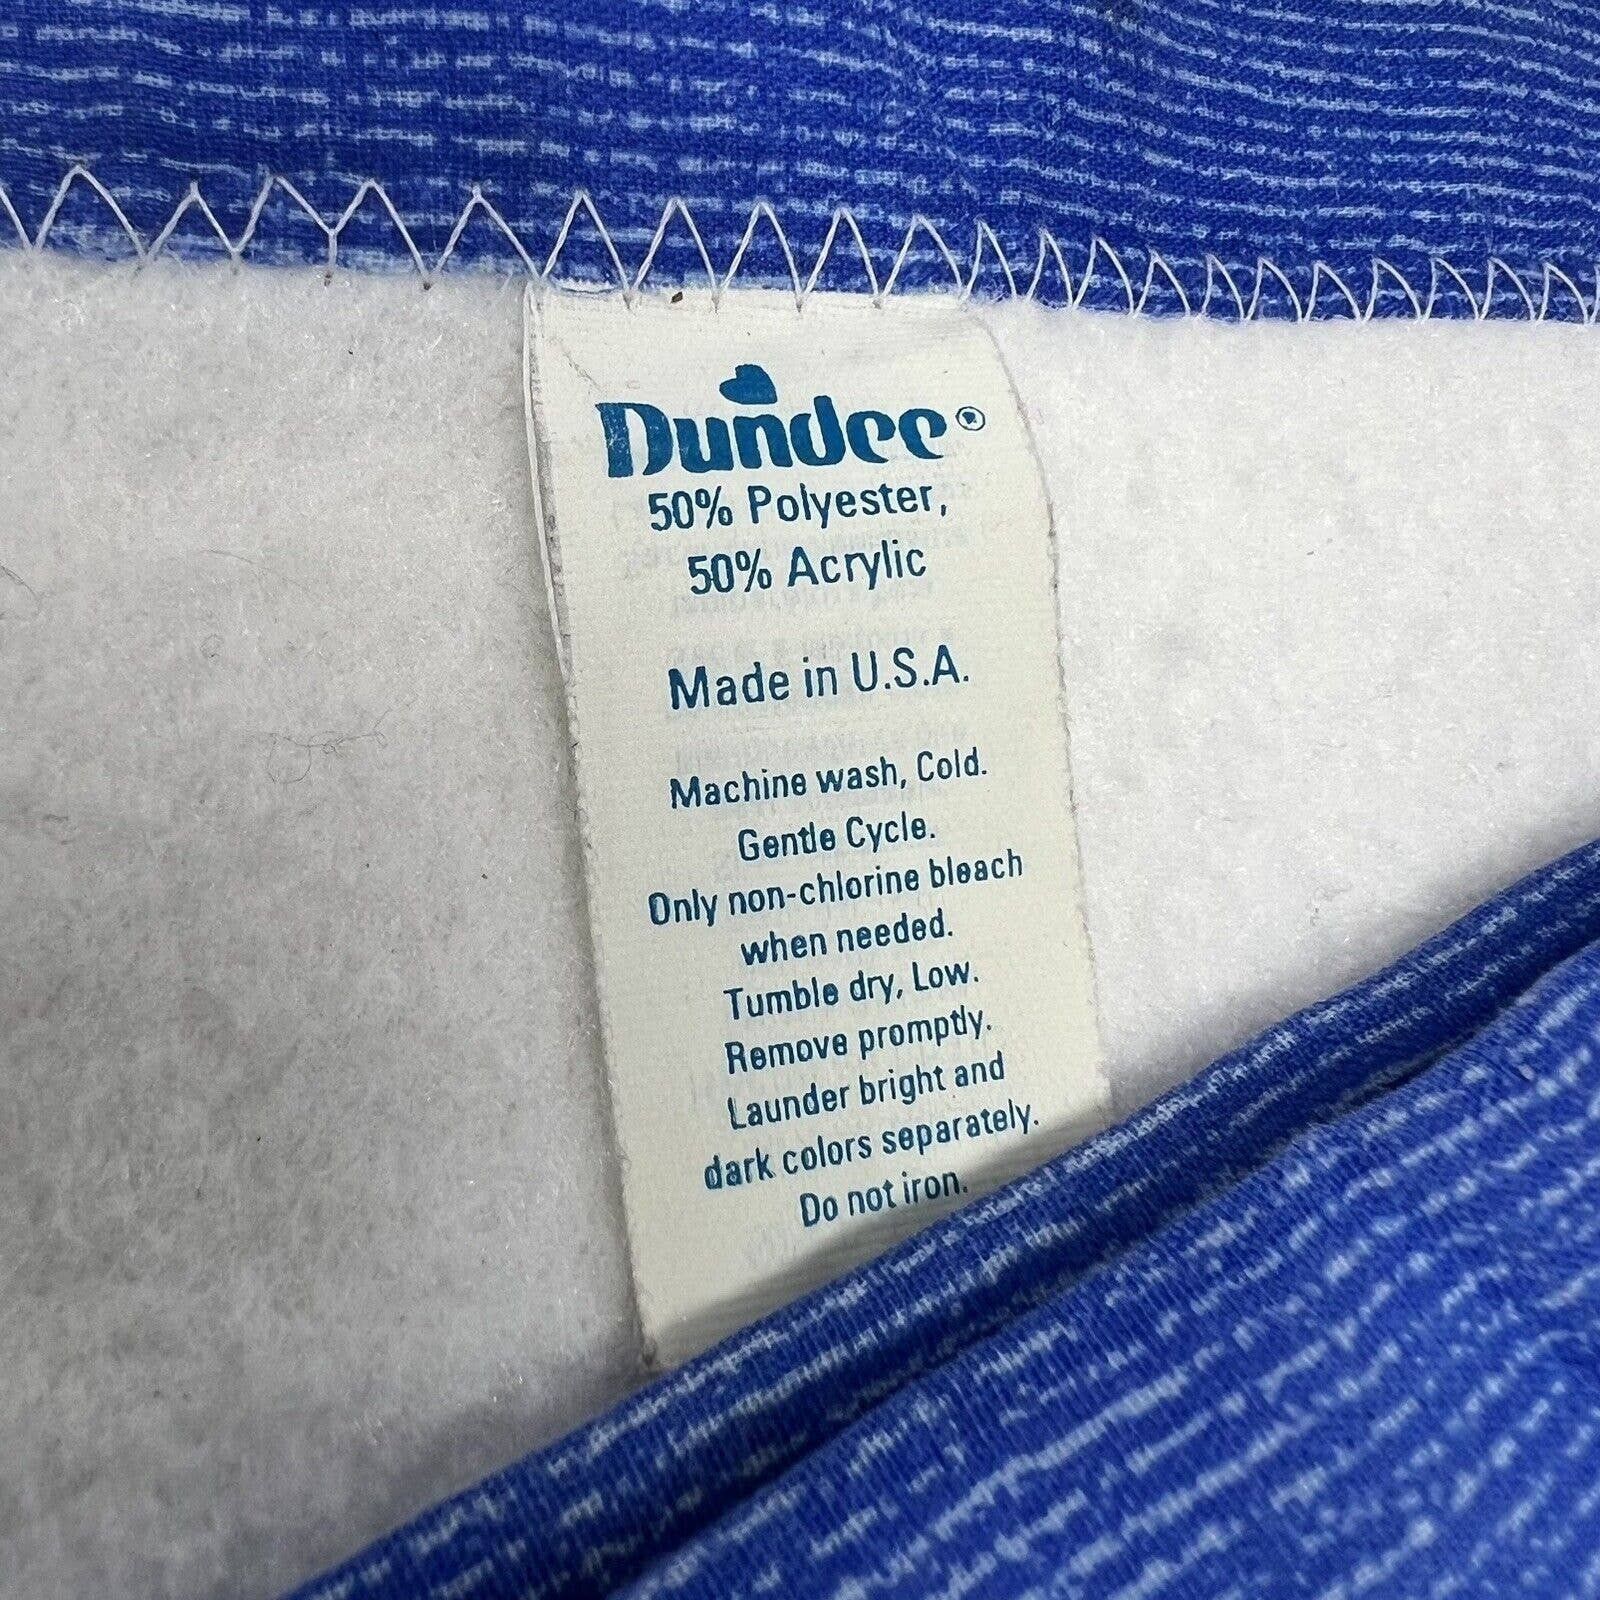 Dundee®
50% Polyester,
50% Acrylic
Made in U.S.A.
Machine wash, Cold.
Gentle Cycle.
Only non-chlorine bleach
when needed.
Tumble dry, Low.
Remove promptly.
Launder bright and
dark colors separately.
Do not iron.